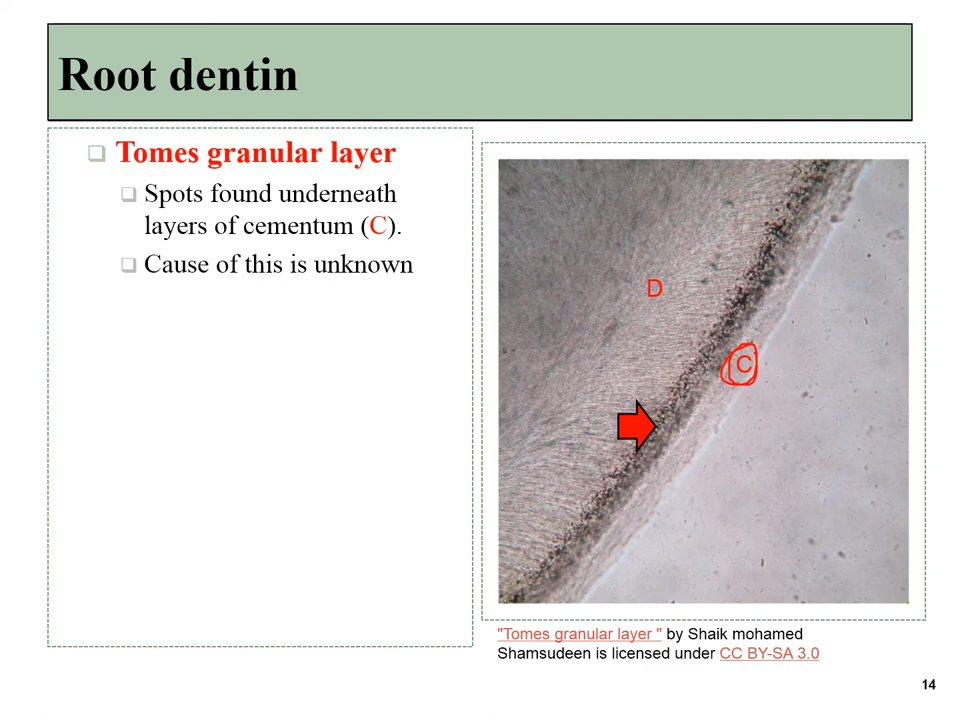 Root dentin
Tomes granular layer
Spots found underneath
layers of cementum (C).
Cause of this is unknown
D
C
"Tomes granular layer " by Shaik mohamed
Shamsudeen is licensed under CC BY-SA 3.0
14